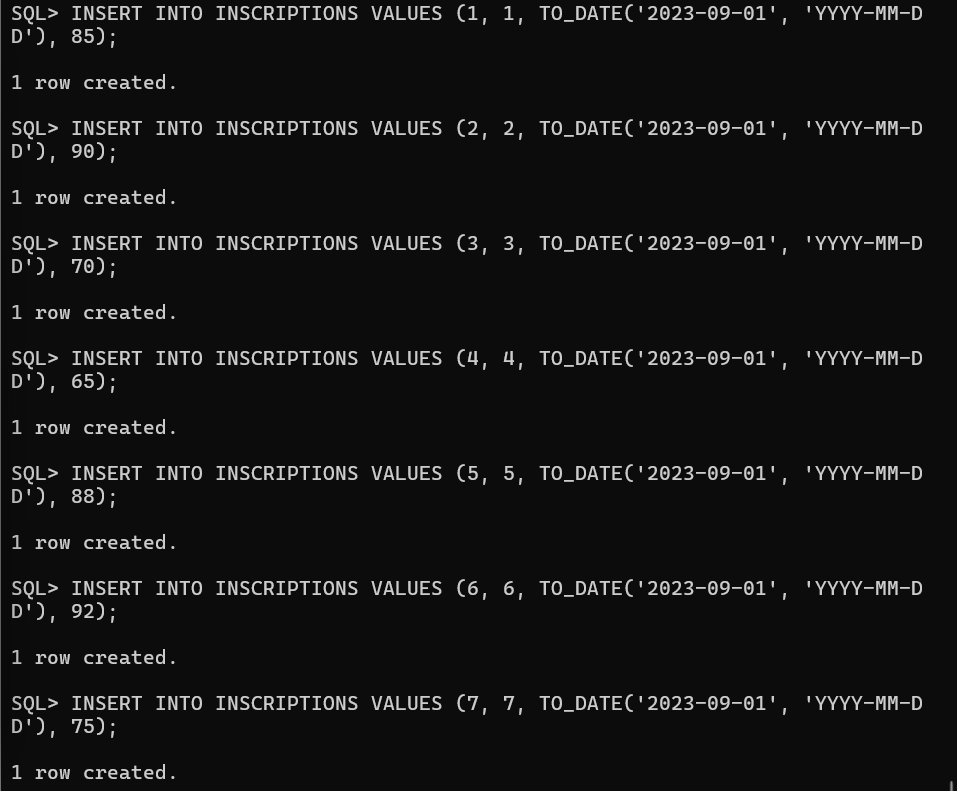 SQL> INSERT INTO INSCRIPTIONS VALUES (1, 1, TO_DATE('2023-09-01', 'YYYY-MM-D
D'), 85);
1 row created.
SQL> INSERT INTO INSCRIPTIONS VALUES (2, 2, TO_DATE('2023-09-01', 'YYYY-MM-D
D'), 90);
1 row created.
SQL> INSERT INTO INSCRIPTIONS VALUES (3, 3, TO_DATE('2023-09-01', 'YYYY-MM-D
D'), 70);
1 row created.
SQL> INSERT INTO INSCRIPTIONS VALUES (4, 4, TO_DATE('2023-09-01', 'YYYY-MM-D
D'), 65);
1 row created.
SQL> INSERT INTO INSCRIPTIONS VALUES (5, 5, TO_DATE('2023-09-01', 'YYYY-MM-D
D'), 88);
1 row created.
SQL> INSERT INTO INSCRIPTIONS VALUES (6, 6, TO_DATE('2023-09-01', 'YYYY-MM-D
D'), 92);
1 row created.
SQL> INSERT INTO INSCRIPTIONS VALUES (7, 7, TO_DATE('2023-09-01', 'YYYY-MM-D
D'), 75);
1 row created.